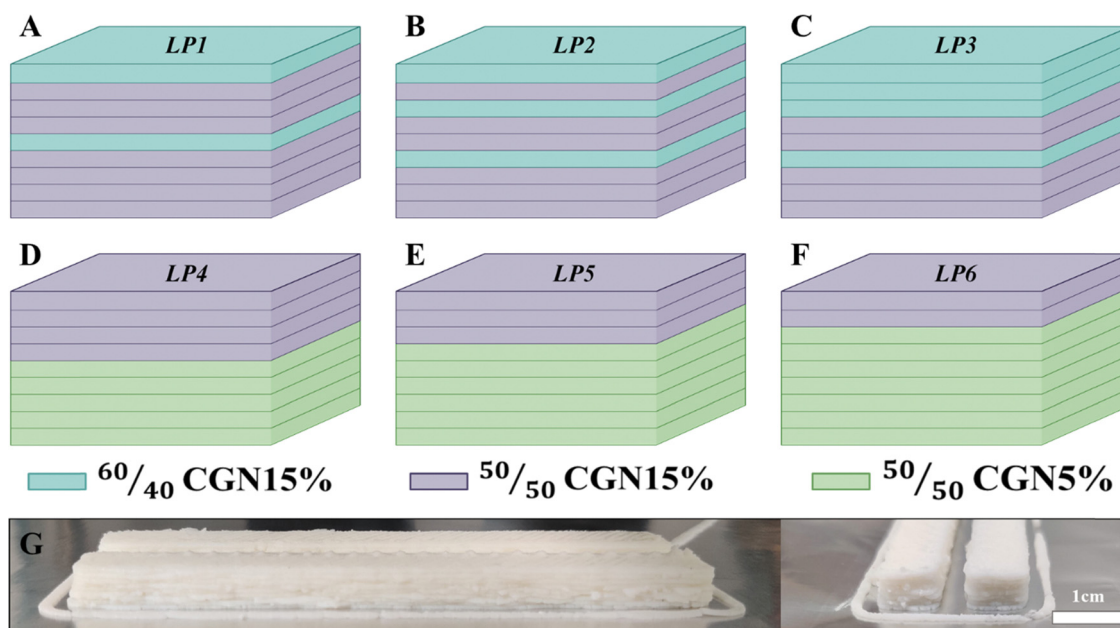 A B C
LP1 LP2 LP3
D E F
LP4 LP5 LP6
60/40 CGN15% 50/50 CGN15% 50/50 CGN5%
G
1cm